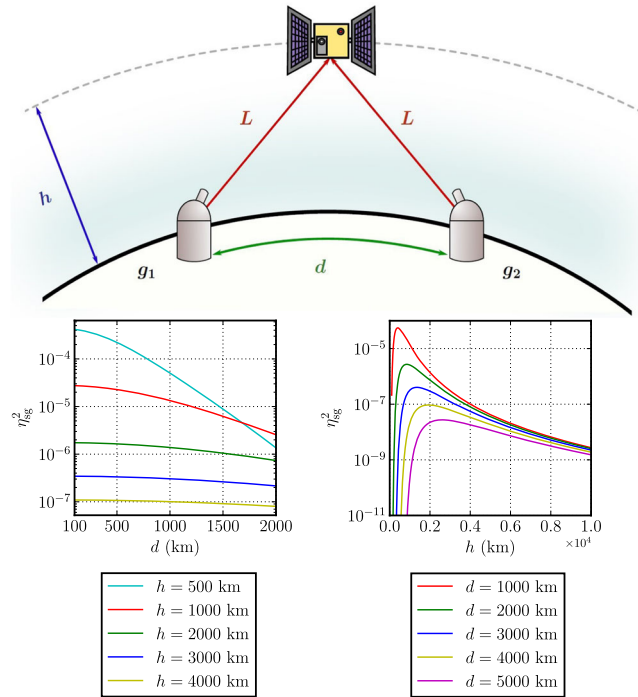 L
L
h
g₁
d
g₂
10⁻⁴
10⁻⁵
10⁻⁶
10⁻⁷
η²sg
100
500
1000
1500
2000
d (km)
10⁻⁵
10⁻⁷
10⁻⁹
10⁻¹¹
η²sg
0.0
0.2
0.4
0.6
0.8
1.0
×10⁴
h (km)
h = 500 km
h = 1000 km
h = 2000 km
h = 3000 km
h = 4000 km
d = 1000 km
d = 2000 km
d = 3000 km
d = 4000 km
d = 5000 km